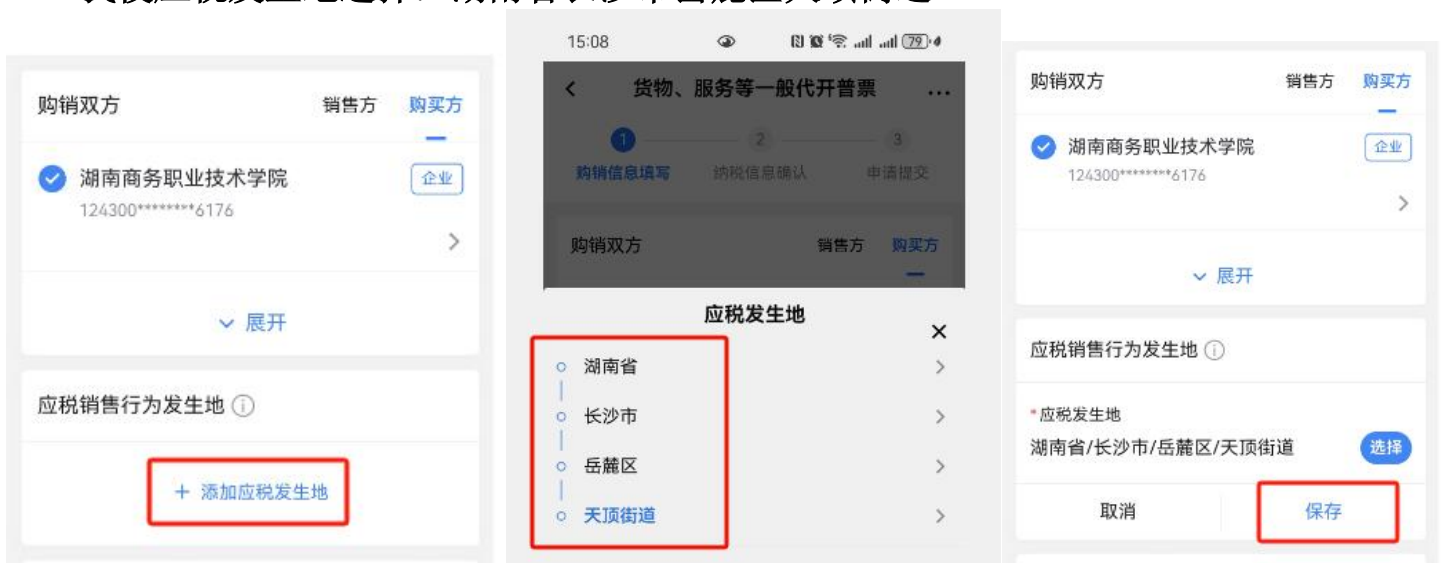 购销双方 销售方 购买方
湖南商务职业技术学院 企业
124300********6176
展开
应税销售行为发生地
+ 添加应税发生地
15:08 79
货物、服务等一般代开普票 ...
1 2 3
购销信息填写 纳税信息确认 申请提交
购销双方 销售方 购买方
应税发生地
湖南省
长沙市
岳麓区
天顶街道
购销双方 销售方 购买方
湖南商务职业技术学院 企业
124300********6176
展开
应税销售行为发生地
*应税发生地
湖南省/长沙市/岳麓区/天顶街道 选择
取消 保存